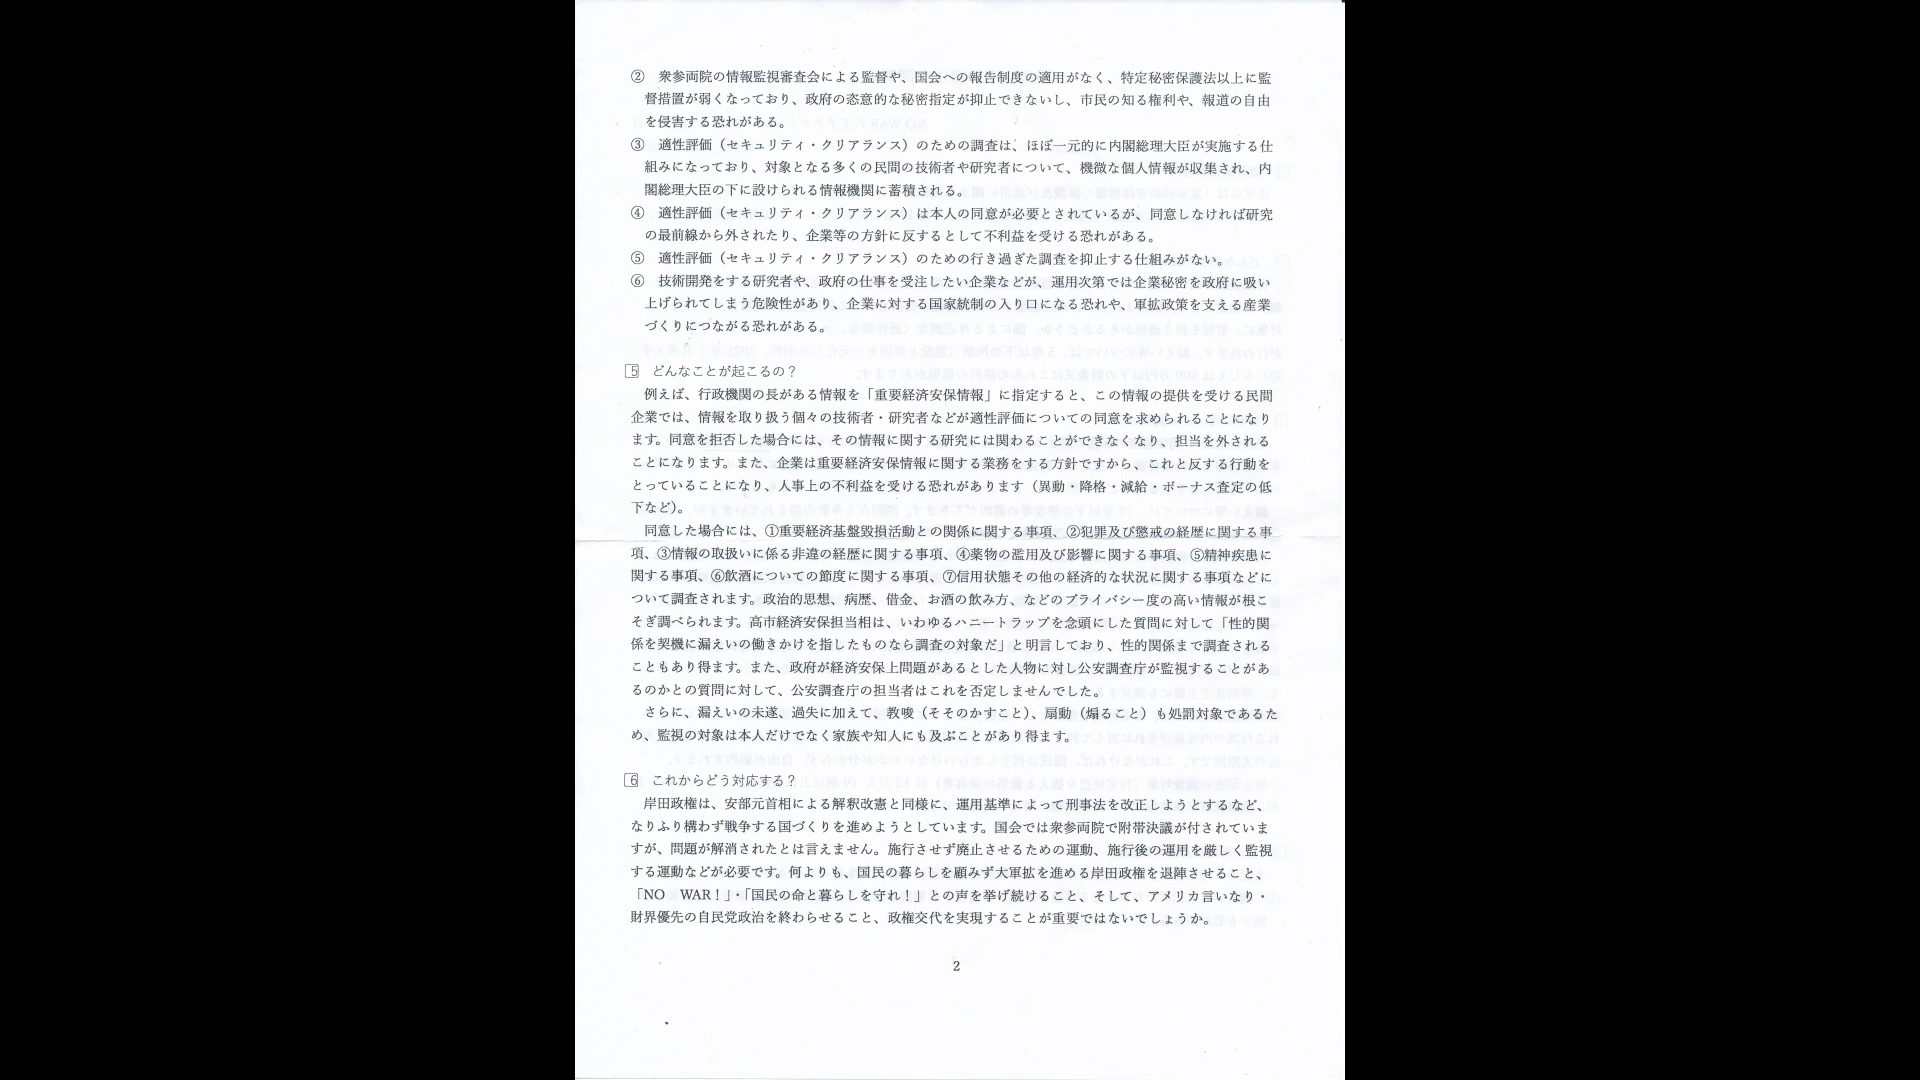 ② 衆参両院の情報監視審査会による監督や、国会への報告制度の適用がなく、特定秘密保護法以上に監
督措置が弱くなっており、政府の恣意的な秘密指定が抑止できないし、市民の知る権利や、報道の自由
を侵害する恐れがある。
③ 適性評価（セキュリティ・クリアランス）のための調査は、ほぼ一元的に内閣総理大臣が実施する仕
組みになっており、対象となる多くの民間の技術者や研究者について、機微な個人情報が収集され、内
閣総理大臣の下に設けられる情報機関に蓄積される。
④ 適性評価（セキュリティ・クリアランス）は本人の同意が必要とされているが、同意しなければ研究
の最前線から外されたり、企業等の方針に反するとして不利益を受ける恐れがある。
⑤ 適性評価（セキュリティ・クリアランス）のための行き過ぎた調査を抑止する仕組みがない。
⑥ 技術開発をする研究者や、政府の仕事を受注したい企業などが、運用次第では企業秘密を政府に吸い
上げられてしまう危険性があり、企業に対する国家統制の入り口になる恐れや、軍拡政策を支える産業
づくりにつながる恐れがある。
5 どんなことが起こるの？
例えば、行政機関の長がある情報を「重要経済安保情報」に指定すると、この情報の提供を受ける民間
企業では、情報を取り扱う個々の技術者・研究者などが適性評価についての同意を求められることになり
ます。同意を拒否した場合には、その情報に関する研究には関わることができなくなり、担当を外される
ことになります。また、企業は重要経済安保情報に関する業務をする方針ですから、これと反する行動を
とっていることになり、人事上の不利益を受ける恐れがあります（異動・降格・減給・ボーナス査定の低
下など）。
同意した場合には、①重要経済基盤毀損活動との関係に関する事項、②犯罪及び懲戒の経歴に関する事
項、③情報の取扱いに係る非違の経歴に関する事項、④薬物の濫用及び影響に関する事項、⑤精神疾患に
関する事項、⑥飲酒についての節度に関する事項、⑦信用状態その他の経済的な状況に関する事項などに
ついて調査されます。政治的思想、病歴、借金、お酒の飲み方、などのプライバシー度の高い情報が根こ
そぎ調べられます。高市経済安保担当相は、いわゆるハニートラップを念頭にした質問に対して「性的関
係を契機に漏えいの働きかけを指したものなら調査の対象だ」と明言しており、性的関係まで調査される
こともあり得ます。また、政府が経済安保上問題があるとした人物に対し公安調査庁が監視することがあ
るのかとの質問に対して、公安調査庁の担当者はこれを否定しませんでした。
さらに、漏えいの未遂、過失に加えて、教唆（そそのかすこと）、扇動（煽ること）も処罰対象であるた
め、監視の対象は本人だけでなく家族や知人にも及ぶことがあり得ます。
6 これからどう対応する？
岸田政権は、安部元首相による解釈改憲と同様に、運用基準によって刑事法を改正しようとするなど、
なりふり構わず戦争する国づくりを進めようとしています。国会では衆参両院で附帯決議が付されていま
すが、問題が解消されたとは言えません。施行させず廃止させるための運動、施行後の運用を厳しく監視
する運動などが必要です。何よりも、国民の暮らしを顧みず大軍拡を進める岸田政権を退陣させること、
「NO WAR！」・「国民の命と暮らしを守れ！」との声を挙げ続けること、そして、アメリカ言いなり・
財界優先の自民党政治を終わらせること、政権交代を実現することが重要ではないでしょうか。
2